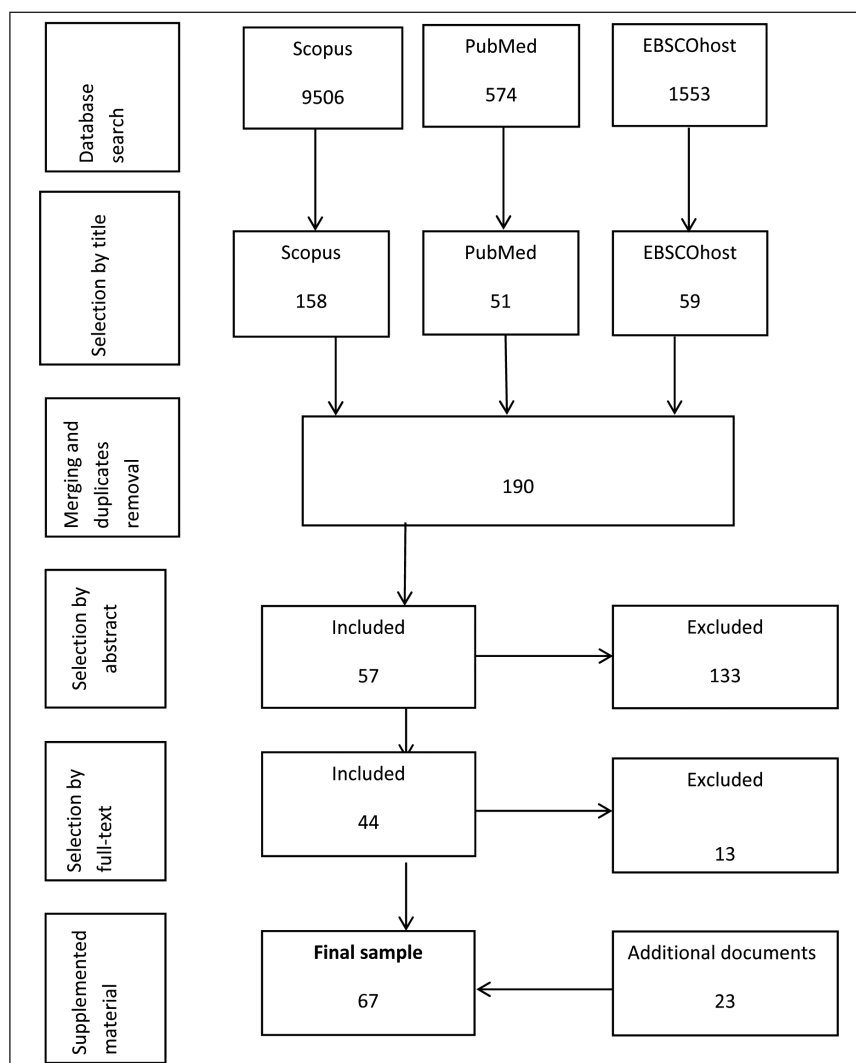 Database
search
Scopus
9506
PubMed
574
EBSCOhost
1553
Selection by title
Scopus
158
PubMed
51
EBSCOhost
59
Merging and
duplicates
removal
190
Selection by
abstract
Included
57
Excluded
133
Selection by
full-text
Included
44
Excluded
13
Supplemented
material
Final sample
67
Additional documents
23